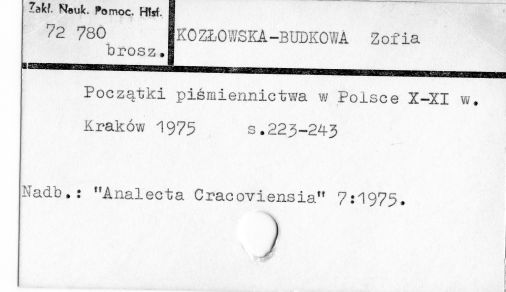 Zakł. Nauk. Pomoc. Hist.
72 780
brosz.
KOZŁOWSKA-BUDKOWA Zofia
Początki piśmiennictwa w Polsce X-XI w.
Kraków 1975 s.223-243
Nadb.: "Analecta Cracoviensia" 7:1975.